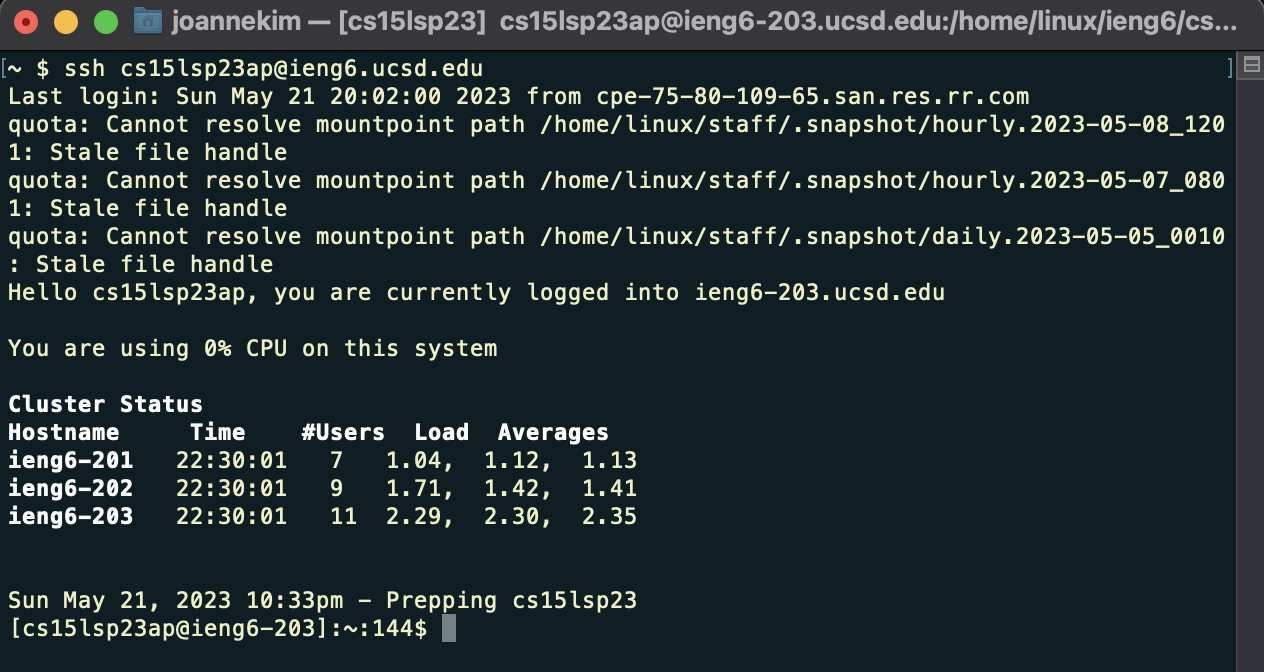 joannekim — [cs15lsp23]  cs15lsp23ap@ieng6-203.ucsd.edu:/home/linux/ieng6/cs...
[~ $ ssh cs15lsp23ap@ieng6.ucsd.edu ]
Last login: Sun May 21 20:02:00 2023 from cpe-75-80-109-65.san.res.rr.com
quota: Cannot resolve mountpoint path /home/linux/staff/.snapshot/hourly.2023-05-08_120
1: Stale file handle
quota: Cannot resolve mountpoint path /home/linux/staff/.snapshot/hourly.2023-05-07_080
1: Stale file handle
quota: Cannot resolve mountpoint path /home/linux/staff/.snapshot/daily.2023-05-05_0010
: Stale file handle
Hello cs15lsp23ap, you are currently logged into ieng6-203.ucsd.edu
You are using 0% CPU on this system
Cluster Status
Hostname     Time    #Users  Load  Averages
ieng6-201   22:30:01   7   1.04,  1.12,  1.13
ieng6-202   22:30:01   9   1.71,  1.42,  1.41
ieng6-203   22:30:01   11  2.29,  2.30,  2.35
Sun May 21, 2023 10:33pm - Prepping cs15lsp23
[cs15lsp23ap@ieng6-203]:~:144$